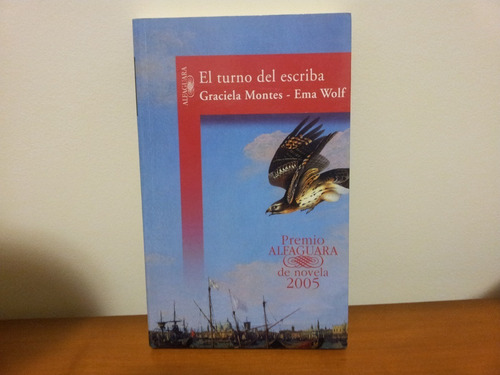 ALFAGUARA
El turno del escriba
Graciela Montes - Ema Wolf
Premio
ALFAGUARA
de novela
2005